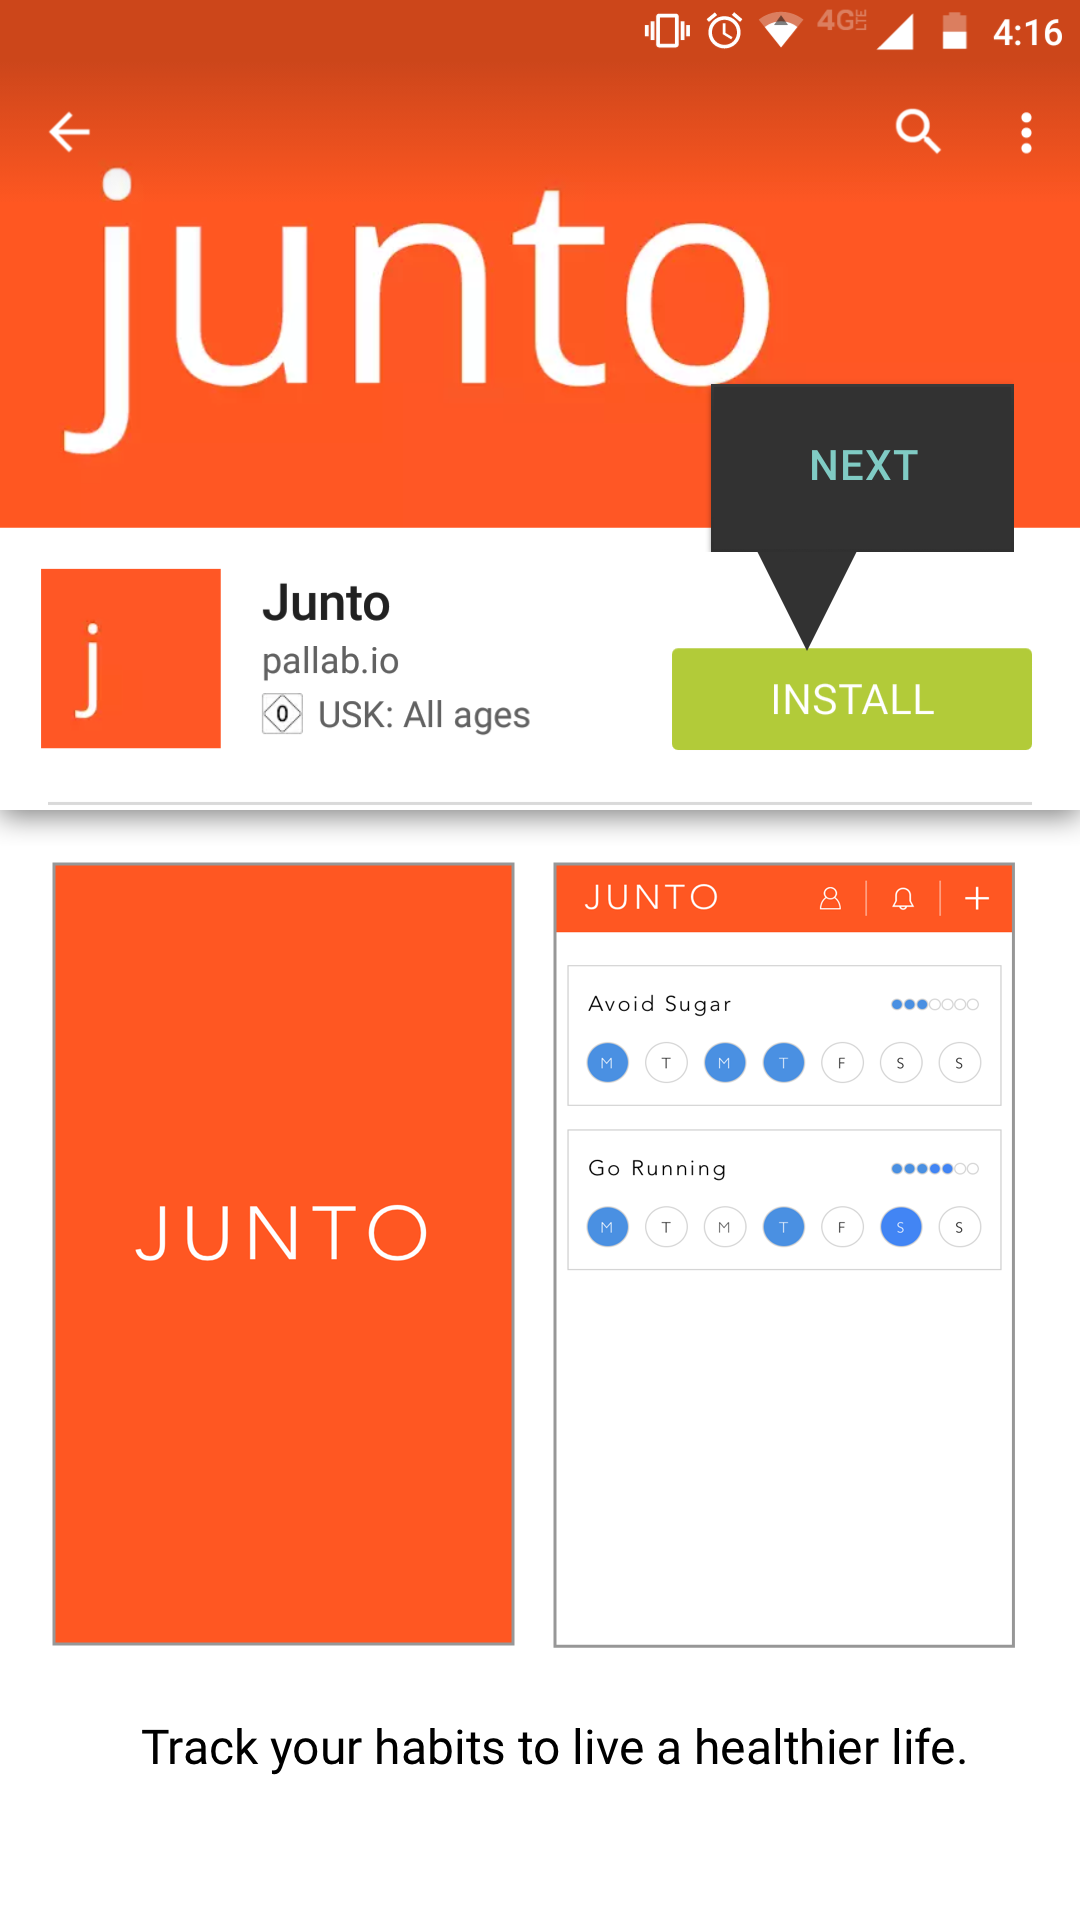 4G LTE 4:16
junto
NEXT
j
Junto
pallab.io
0 USK: All ages
INSTALL
JUNTO
JUNTO
Avoid Sugar
M T M T F S S
Go Running
M T M T F S S
Track your habits to live a healthier life.